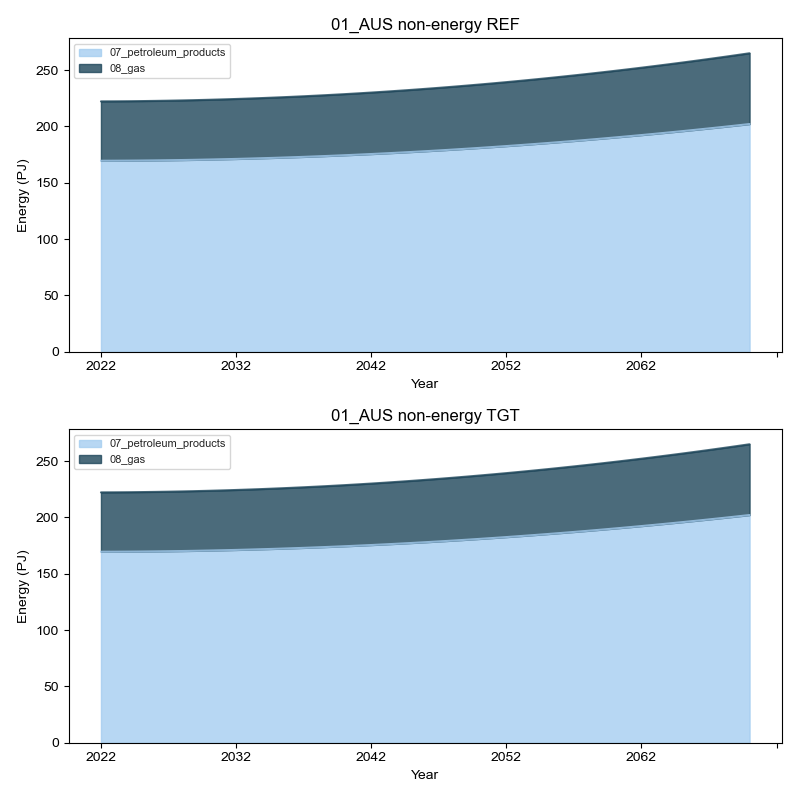 01_AUS non-energy REF
07_petroleum_products
08_gas
250
200
150
100
50
0
Energy (PJ)
2022 2032 2042 2052 2062
Year
01_AUS non-energy TGT
07_petroleum_products
08_gas
250
200
150
100
50
0
Energy (PJ)
2022 2032 2042 2052 2062
Year